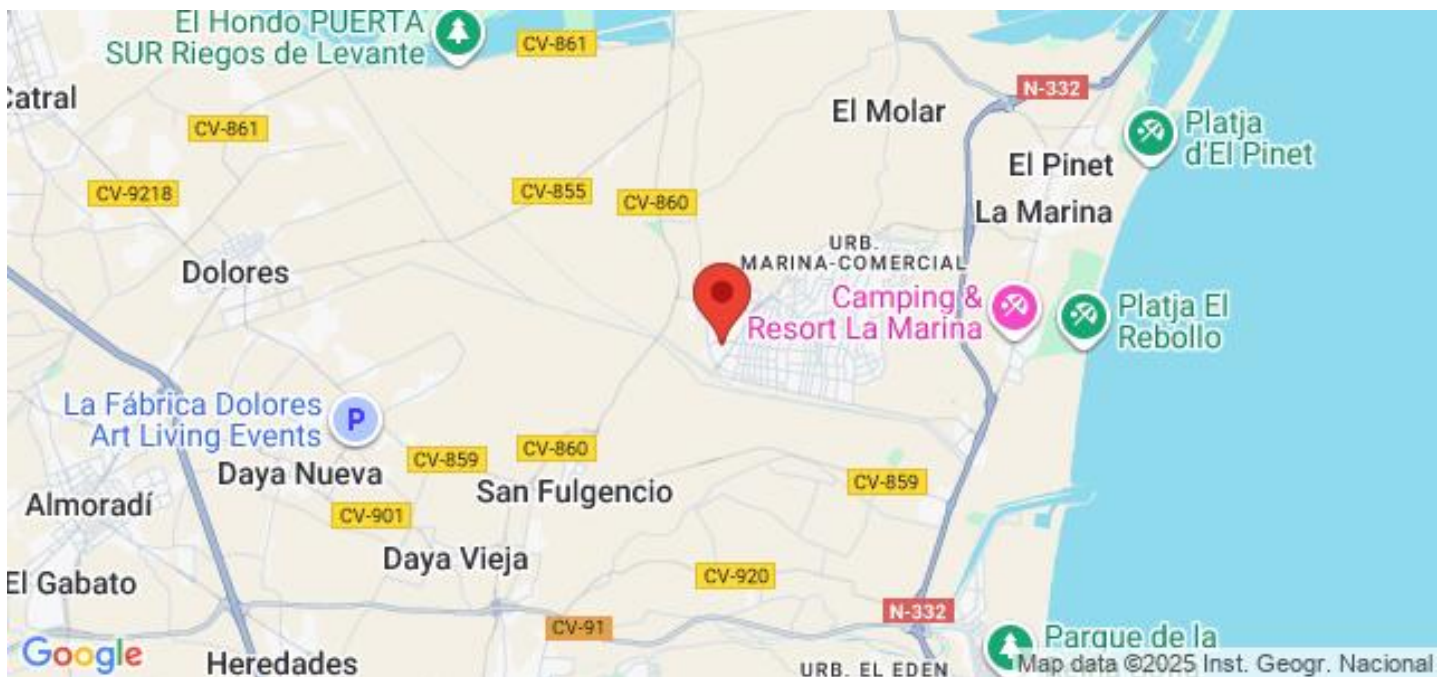 El Hondo PUERTA
SUR Riegos de Levante
CV-861
N-332
Catral
El Molar
CV-861
Platja
d'El Pinet
El Pinet
CV-9218
CV-855
CV-860
La Marina
URB.
MARINA-COMERCIAL
Dolores
Camping &
Resort La Marina
Platja El
Rebollo
La Fábrica Dolores
Art Living Events
P
CV-860
CV-859
Daya Nueva
CV-859
San Fulgencio
Almoradí
CV-901
Daya Vieja
CV-920
El Gabato
N-332
CV-91
Parque de la
Google
Heredades
URB. EL EDEN
Map data ©2025 Inst. Geogr. Nacional